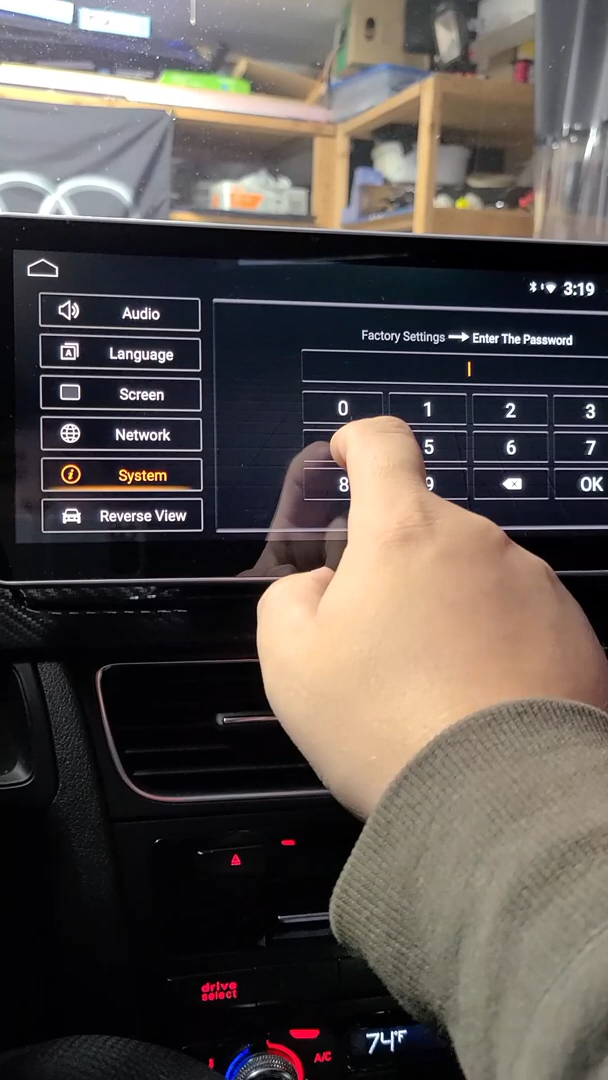 3:19
Audio
Language
Screen
Network
System
Reverse View
Factory Settings → Enter The Password
0 1 2 3
5 6 7
8 9 OK
drive
select
A/C
74°F